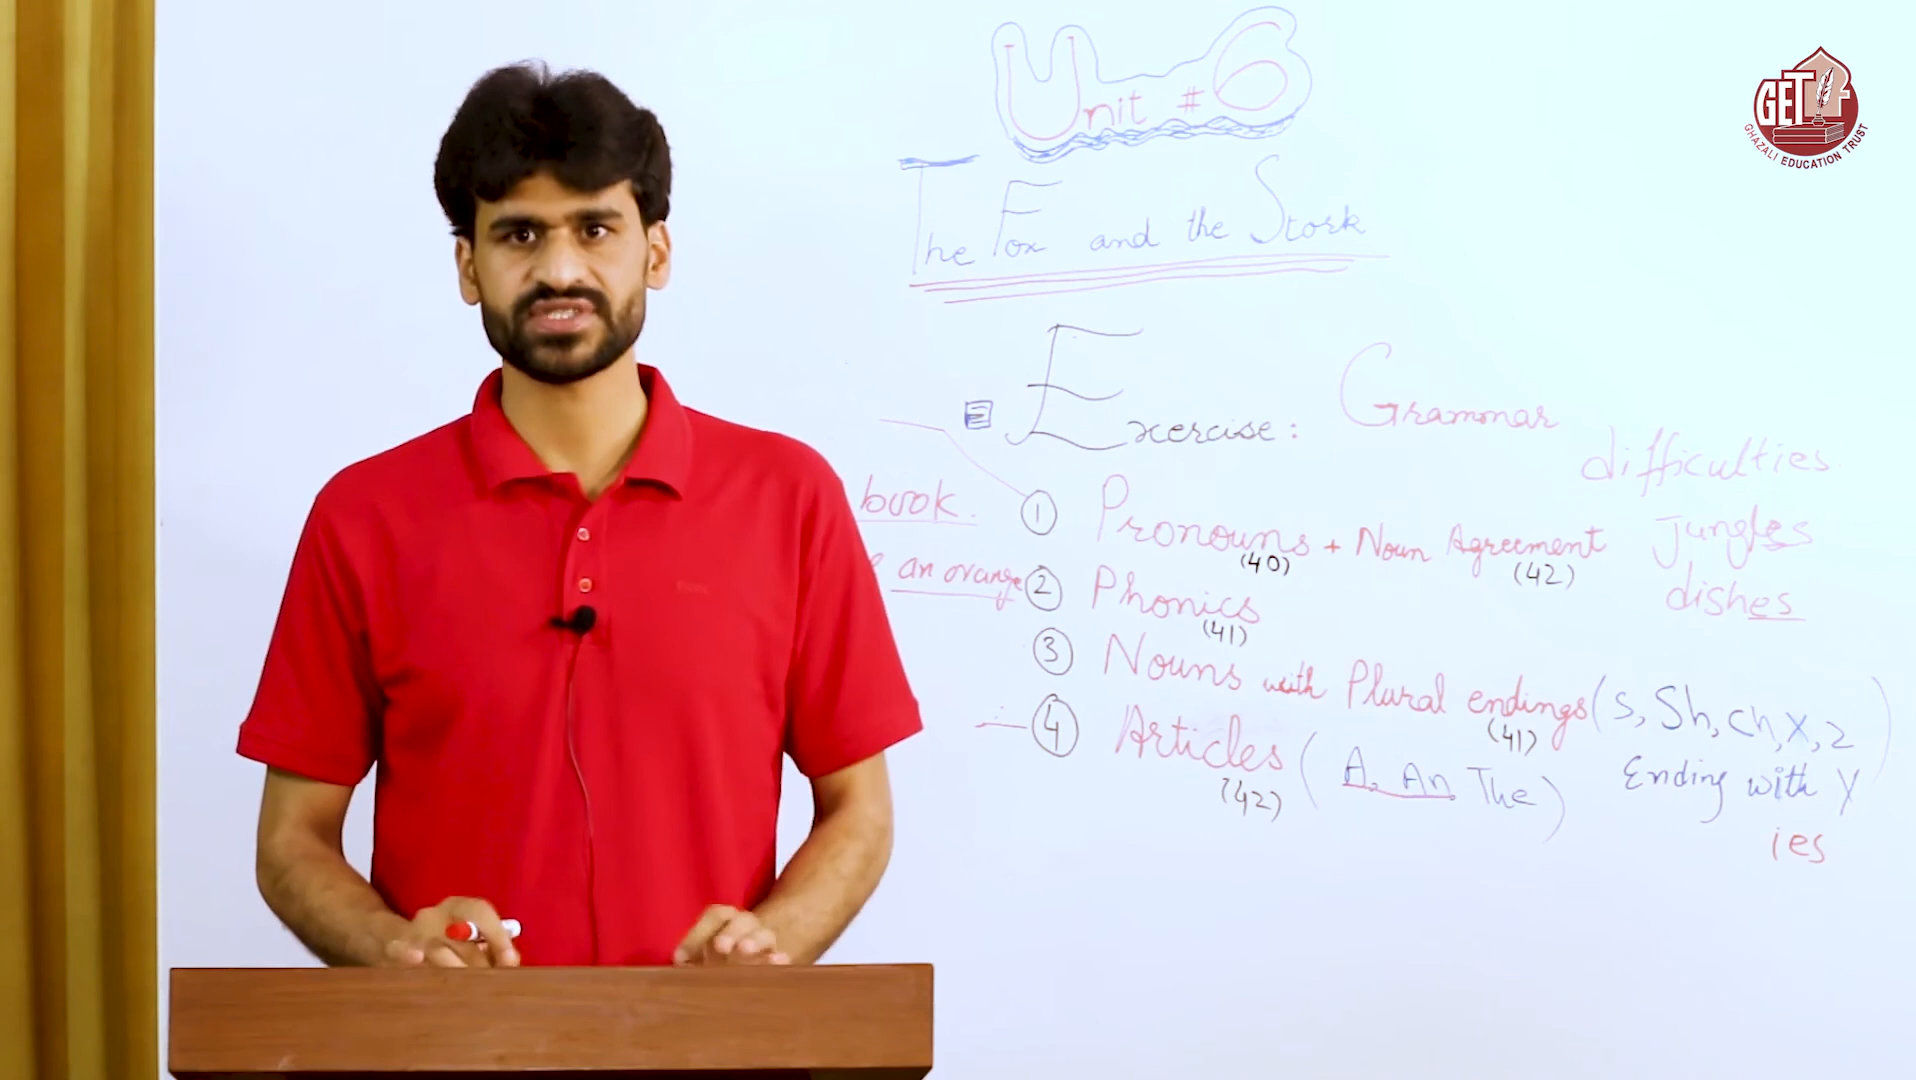 Unit # 6
The Fox and the Stork
Exercise: Grammar
difficulties
book.
① Pronouns + Noun Agreement
(40)
(42)
jungles
an orange
② Phonics
(41)
dishes
③ Nouns with Plural endings (s, Sh, ch, x, z
(41)
Ending with Y
ies
④ Articles (A, An The)
(42)
GET
GHAZALI EDUCATION TRUST